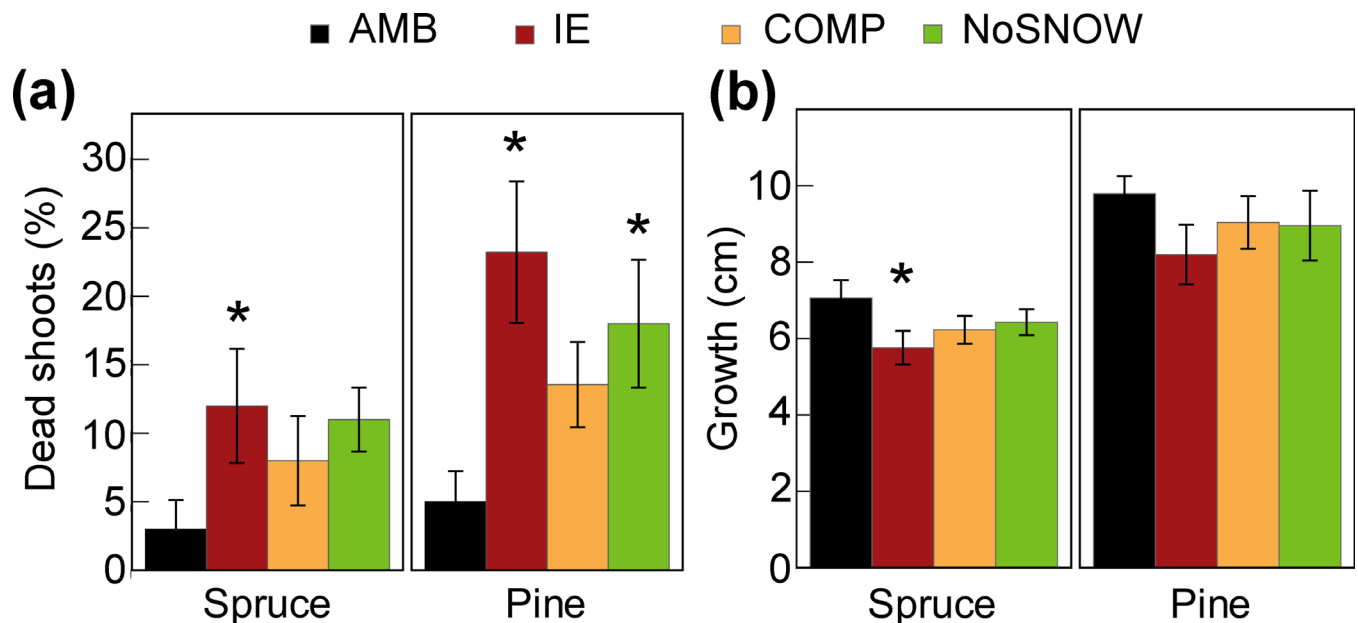 AMB IE COMP NoSNOW
(a)
Dead shoots (%)
30
25
20
15
10
5
0
*
*
*
Spruce Pine
(b)
Growth (cm)
10
8
6
4
2
0
*
Spruce Pine